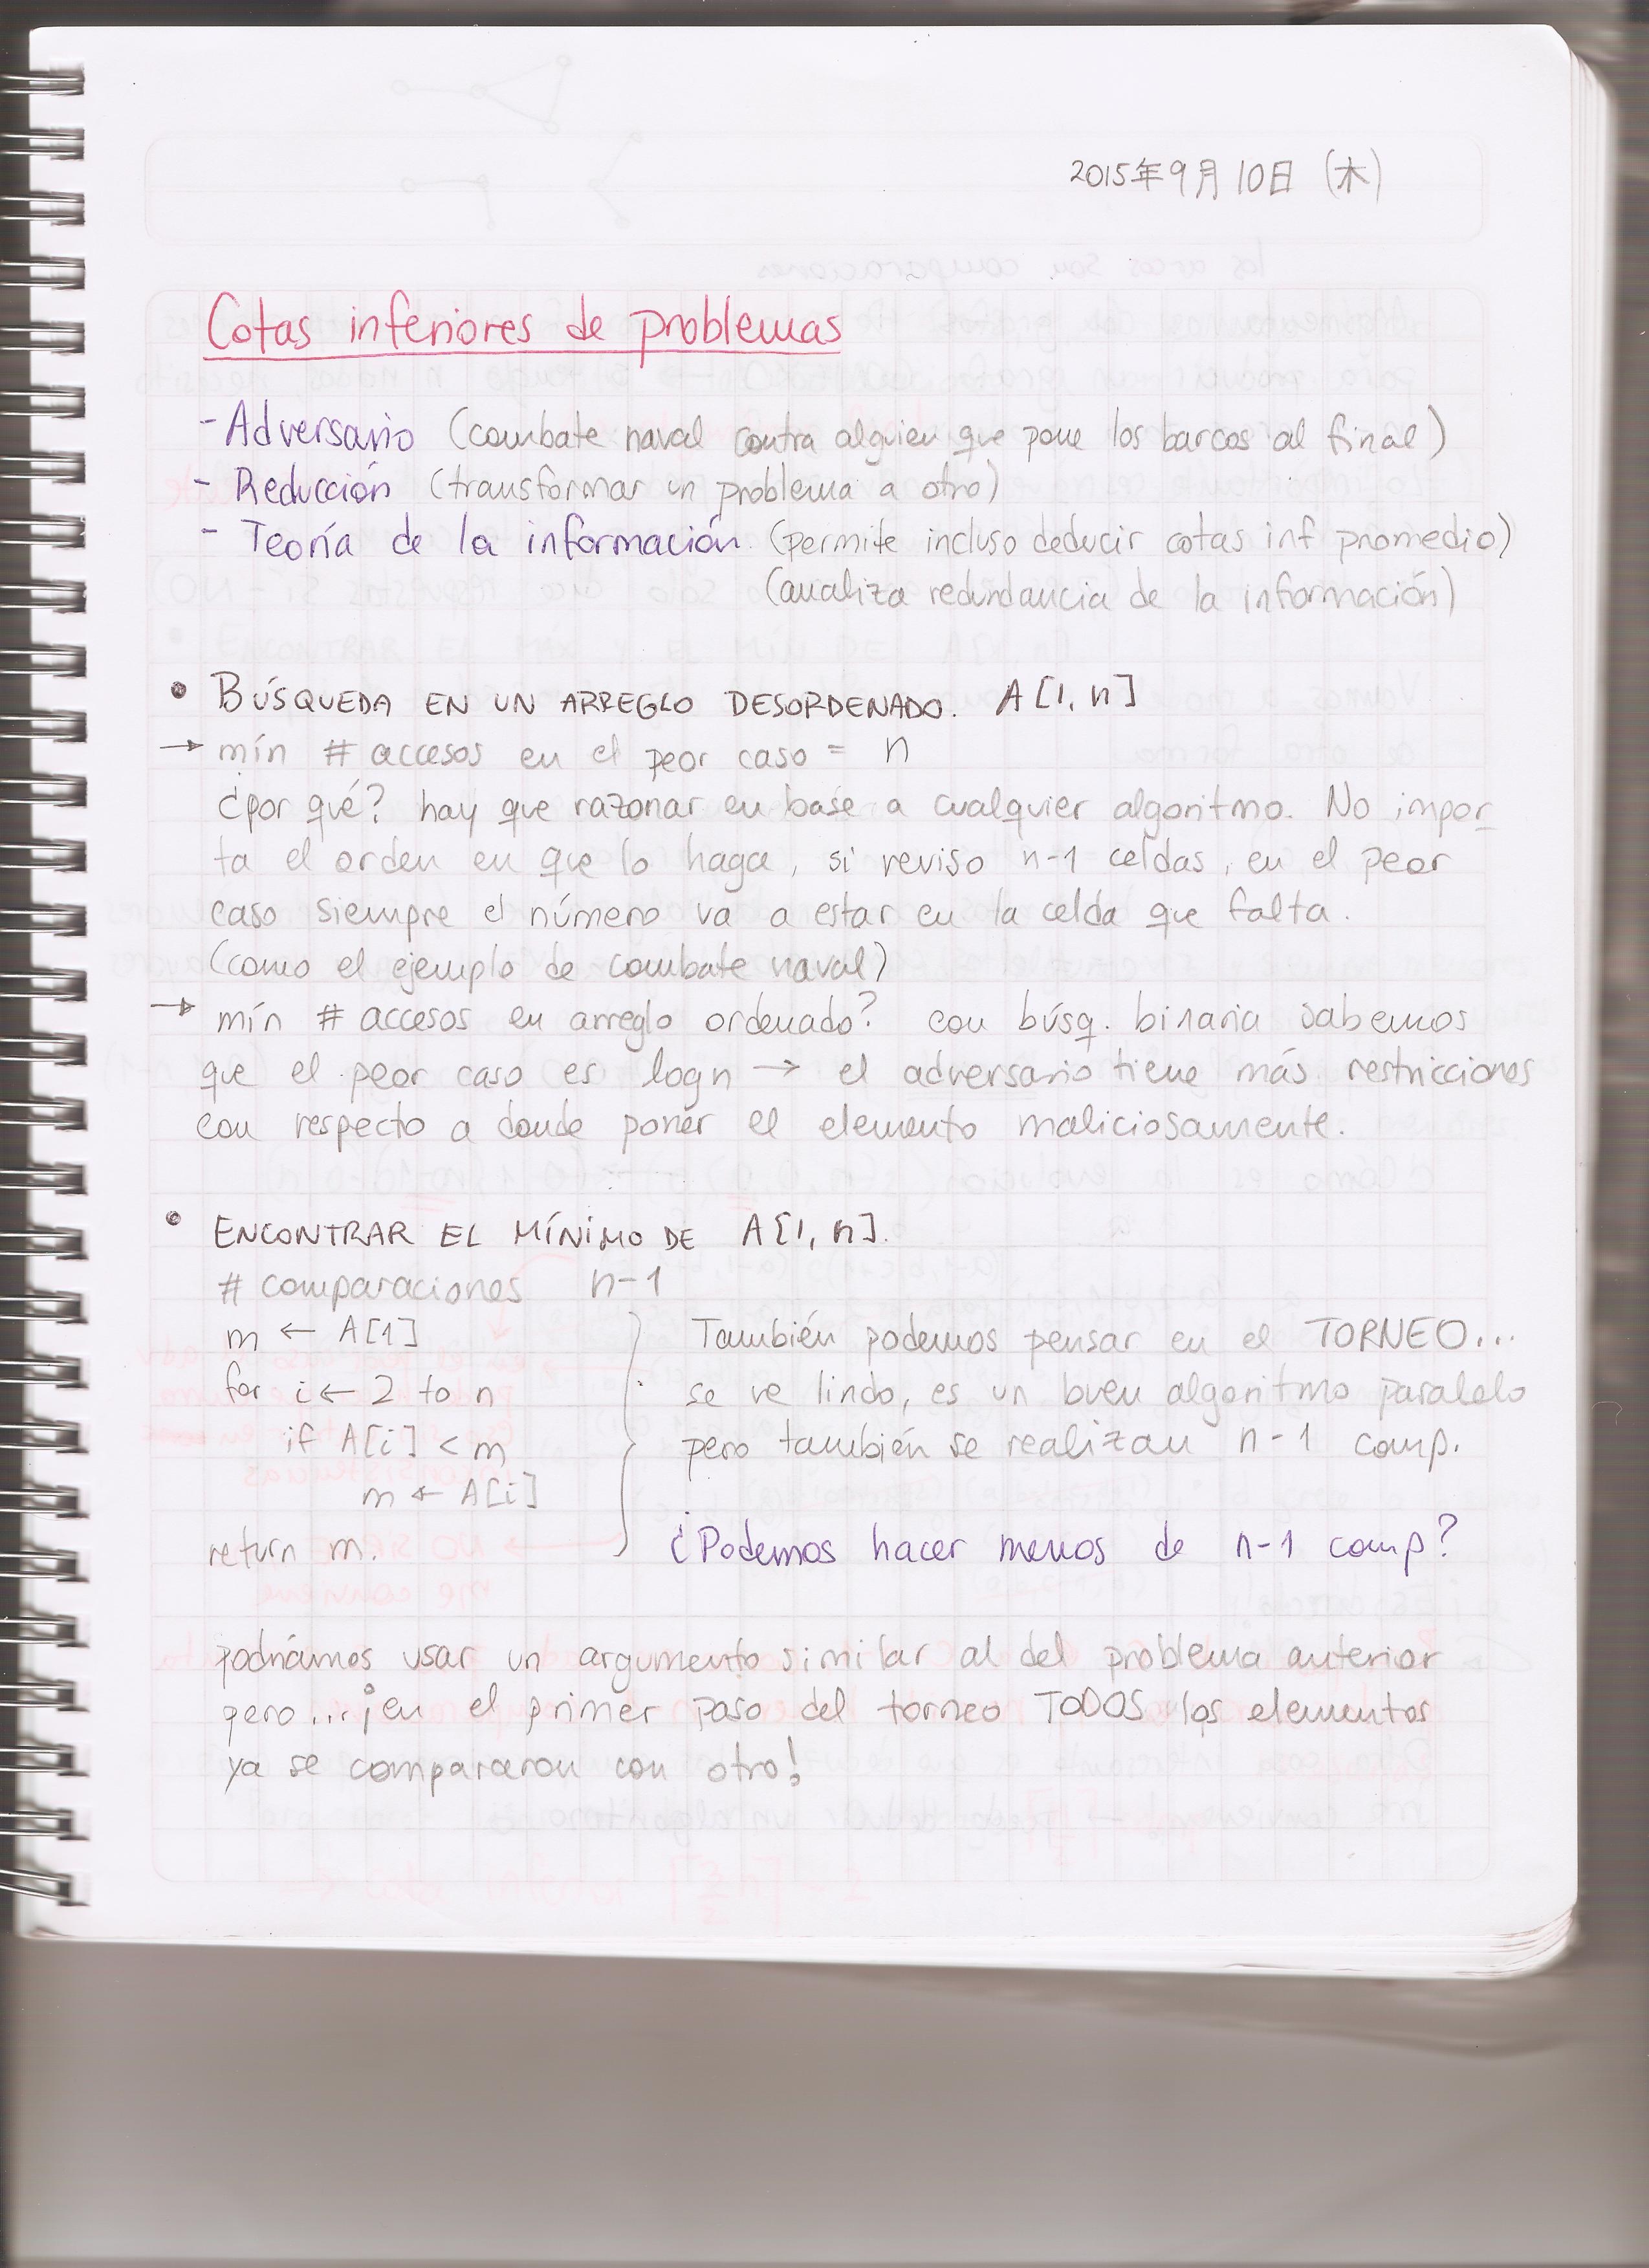 2015年9月10日 (木)
Cotas inferiores de problemas
- Adversario (combate naval contra alguien que pone los barcos al final)
- Reducción (transformar un problema a otro)
- Teoría de la información (permite incluso deducir cotas inf promedio)
(analiza redundancia de la información)
• BÚSQUEDA EN UN ARREGLO DESORDENADO. A[1, n]
→ mín # accesos en el peor caso = n
¿por qué? hay que razonar en base a cualquier algoritmo. No impor-
ta el orden en que lo haga, si reviso n-1 celdas, en el peor
caso siempre el número va a estar en la celda que falta.
(como el ejemplo de combate naval)
→ mín # accesos en arreglo ordenado? con búsq. binaria sabemos
que el peor caso es log n → el adversario tiene más restricciones
con respecto a donde poner el elemento maliciosamente.
• ENCONTRAR EL MÍNIMO DE A[1, n].
# comparaciones n-1
m ← A[1]
for i ← 2 to n
if A[i] < m
m ← A[i]
return m.
También podemos pensar en el TORNEO...
se ve lindo, es un buen algoritmo paralelo
pero también se realizan n-1 comp.
¿Podemos hacer menos de n-1 comp?
podríamos usar un argumento similar al del problema anterior
pero... ¡en el primer paso del torneo TODOS los elementos
ya se compararon con otro!